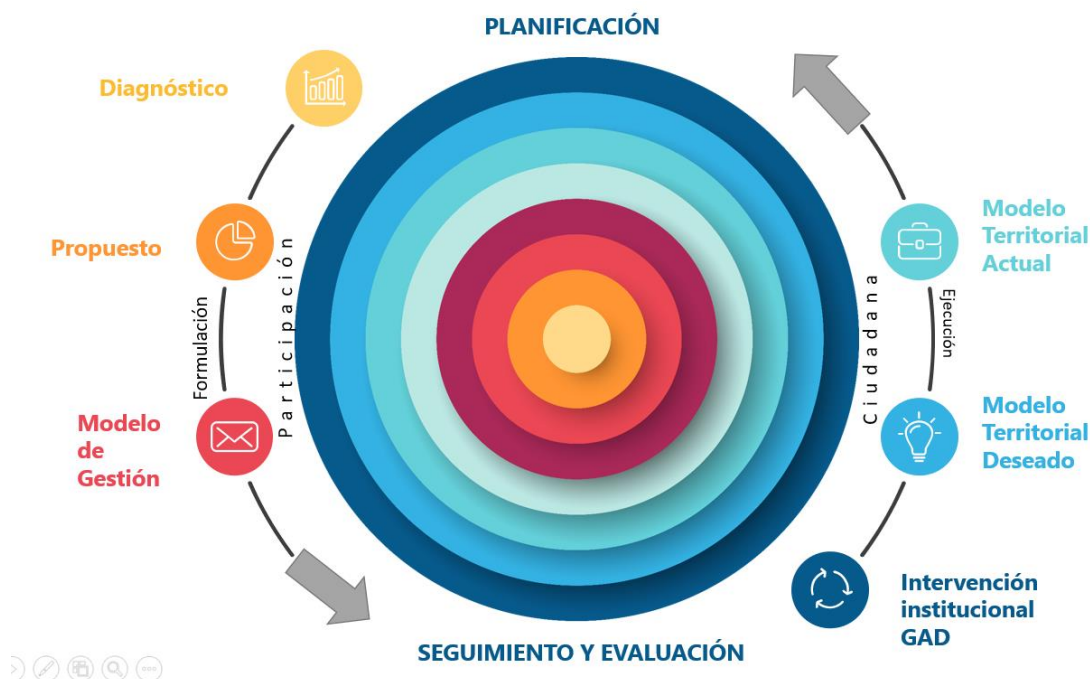 PLANIFICACIÓN
Diagnóstico
Propuesto
Formulación
Participación
Modelo
de
Gestión
Modelo
Territorial
Actual
Ciudadana
Ejecución
Modelo
Territorial
Deseado
Intervención
institucional
GAD
SEGUIMIENTO Y EVALUACIÓN